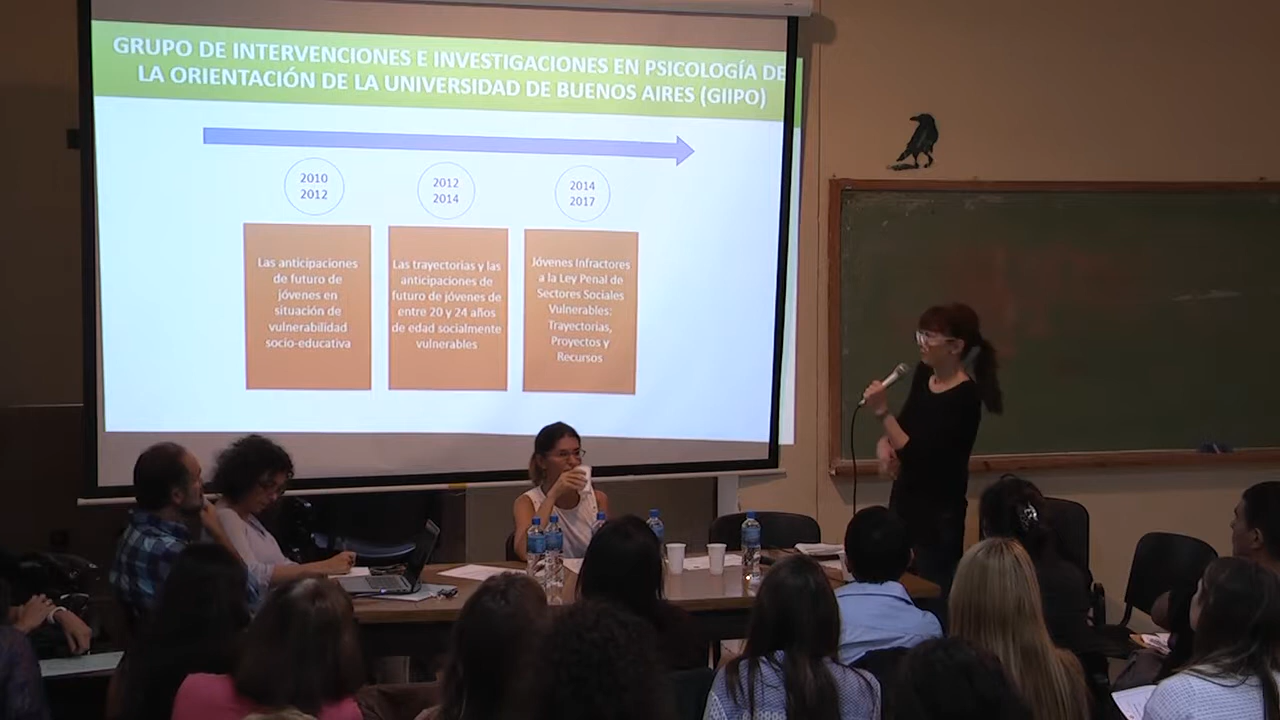 GRUPO DE INTERVENCIONES E INVESTIGACIONES EN PSICOLOGÍA DE
LA ORIENTACIÓN DE LA UNIVERSIDAD DE BUENOS AIRES (GIIPO)
2010
2012
2012
2014
2014
2017
Las anticipaciones
de futuro de
jóvenes en
situación de
vulnerabilidad
socio-educativa
Las trayectorias y las
anticipaciones de
futuro de jóvenes de
entre 20 y 24 años
de edad socialmente
vulnerables
Jóvenes Infractores
a la Ley Penal de
Sectores Sociales
Vulnerables:
Trayectorias,
Proyectos y
Recursos